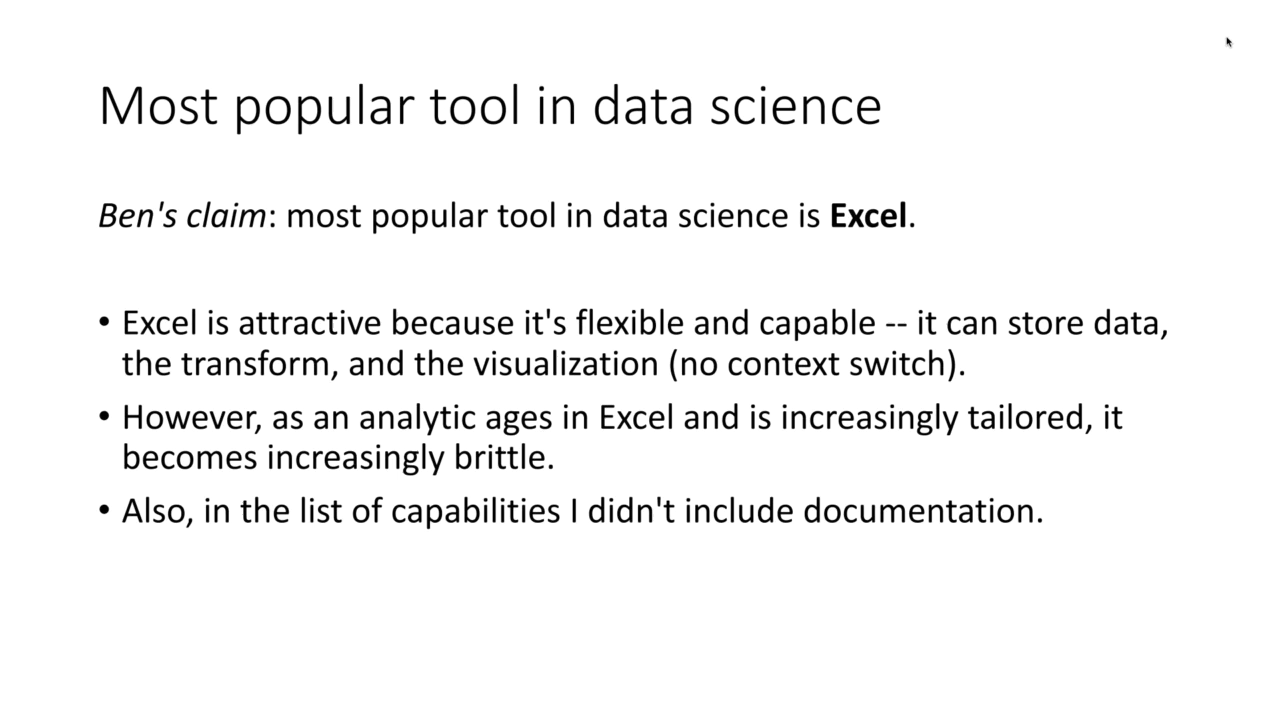 Most popular tool in data science
Ben's claim: most popular tool in data science is Excel.
• Excel is attractive because it's flexible and capable -- it can store data,
the transform, and the visualization (no context switch).
• However, as an analytic ages in Excel and is increasingly tailored, it
becomes increasingly brittle.
• Also, in the list of capabilities I didn't include documentation.